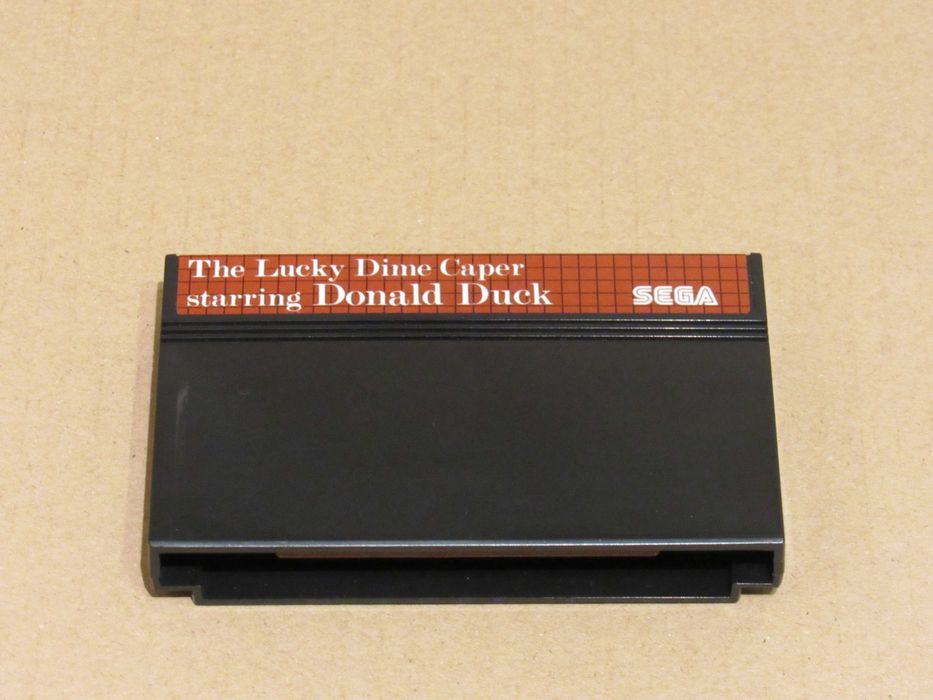 The Lucky Dime Caper
starring Donald Duck
SEGA